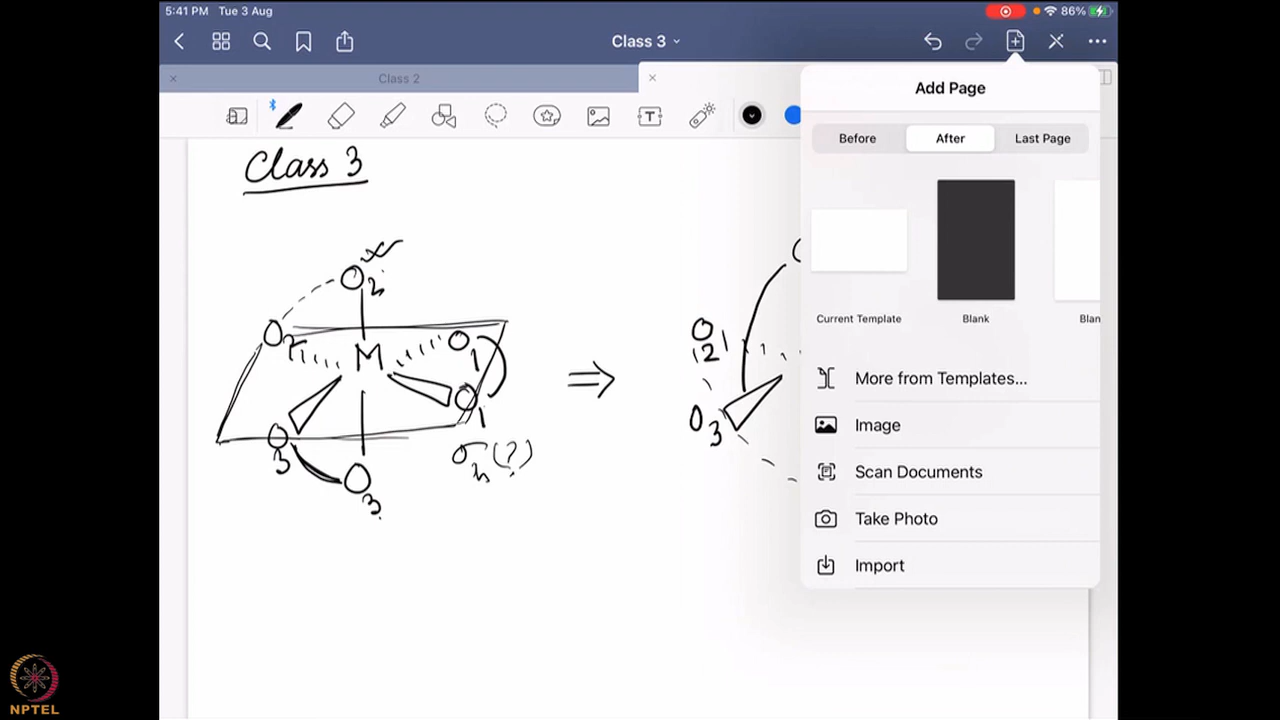 5:41 PM Tue 3 Aug
86%
Class 3
Class 2
Add Page
Before
After
Last Page
Current Template
Blank
Blan
More from Templates...
Image
Scan Documents
Take Photo
Import
Class 3
O2
O2
M
O1
O1
O3
O3
σh (?)
⇒
O2
O3
NPTEL